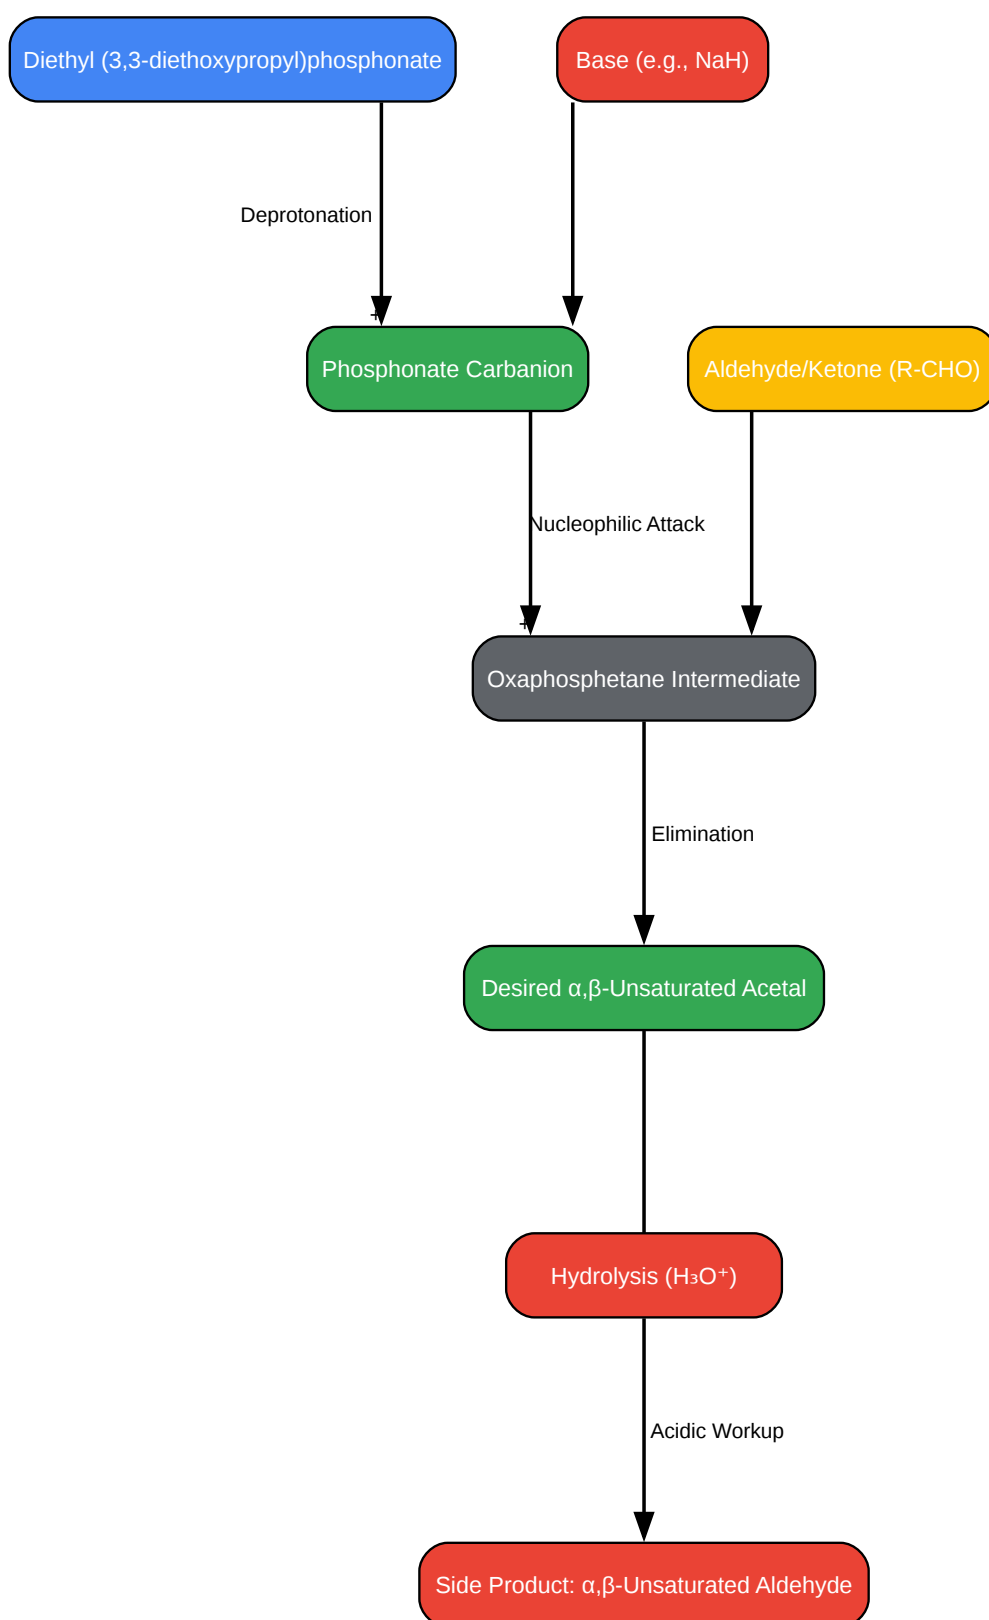 Diethyl (3,3-diethoxypropyl)phosphonate
Base (e.g., NaH)
Deprotonation
+
Phosphonate Carbanion
Aldehyde/Ketone (R-CHO)
Nucleophilic Attack
+
Oxaphosphetane Intermediate
Elimination
Desired α,β-Unsaturated Acetal
Hydrolysis (H₃O⁺)
Acidic Workup
Side Product: α,β-Unsaturated Aldehyde